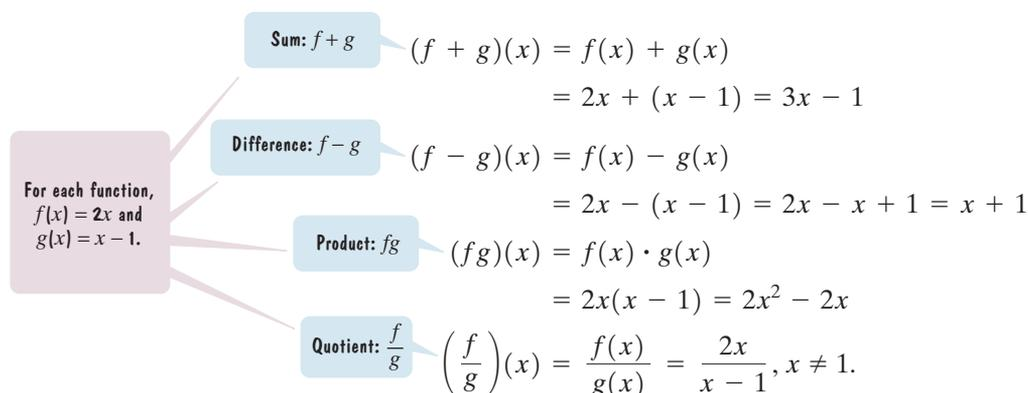 Sum: f + g
(f + g)(x) = f(x) + g(x)
= 2x + (x − 1) = 3x − 1
Difference: f − g
(f − g)(x) = f(x) − g(x)
= 2x − (x − 1) = 2x − x + 1 = x + 1
For each function,
f(x) = 2x and
g(x) = x − 1.
Product: fg
(fg)(x) = f(x) · g(x)
= 2x(x − 1) = 2x² − 2x
Quotient: f/g
(f/g)(x) = f(x)/g(x) = 2x/(x − 1), x ≠ 1.